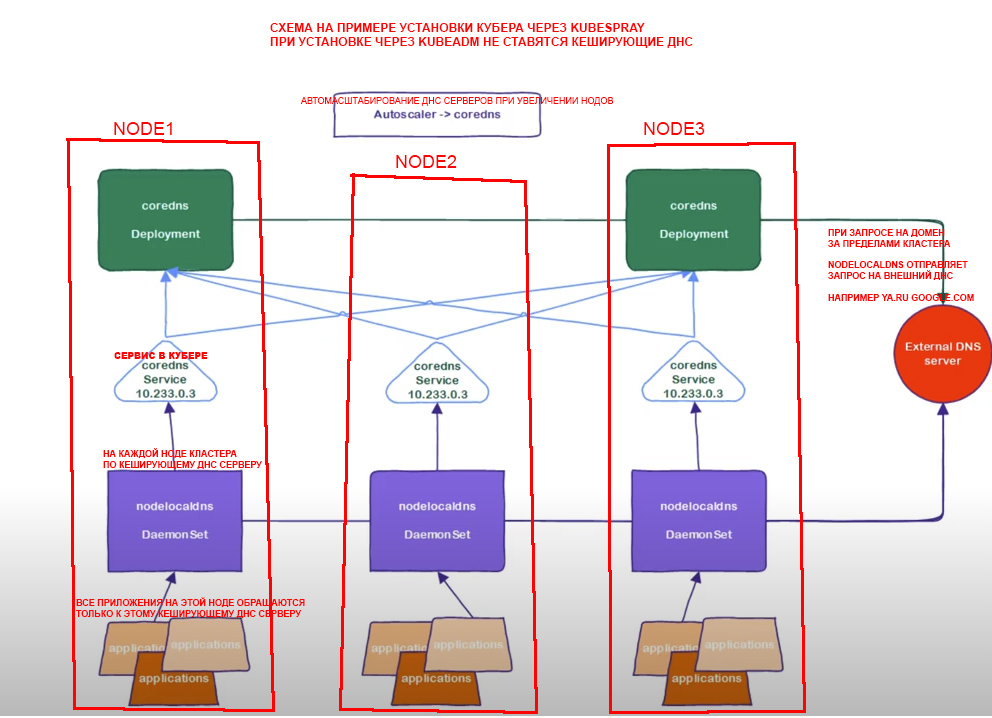 СХЕМА НА ПРИМЕРЕ УСТАНОВКИ КУБЕРА ЧЕРЕЗ KUBESPRAY
ПРИ УСТАНОВКЕ ЧЕРЕЗ KUBEADM НЕ СТАВЯТСЯ КЕШИРУЮЩИЕ ДНС
АВТОМАСШТАБИРОВАНИЕ ДНС СЕРВЕРОВ ПРИ УВЕЛИЧЕНИИ НОДОВ
Autoscaler -> coredns
NODE1
NODE2
NODE3
coredns
Deployment
coredns
Deployment
ПРИ ЗАПРОСЕ НА ДОМЕН
ЗА ПРЕДЕЛАМИ КЛАСТЕРА
NODELOCALDNS ОТПРАВЛЯЕТ
ЗАПРОС НА ВНЕШНИЙ ДНС
НАПРИМЕР YA.RU GOOGLE.COM
External DNS
server
СЕРВИС В КУБЕРЕ
coredns
Service
10.233.0.3
coredns
Service
10.233.0.3
coredns
Service
10.233.0.3
НА КАЖДОЙ НОДЕ КЛАСТЕРА
ПО КЕШИРУЮЩЕМУ ДНС СЕРВЕРУ
nodelocaldns
DaemonSet
nodelocaldns
DaemonSet
nodelocaldns
DaemonSet
ВСЕ ПРИЛОЖЕНИЯ НА ЭТОЙ НОДЕ ОБРАЩАЮТСЯ
ТОЛЬКО К ЭТОМУ КЕШИРУЮЩЕМУ ДНС СЕРВЕРУ
applicatio
applications
applications
applicatio
applications
applications
applicatio
applications
applications